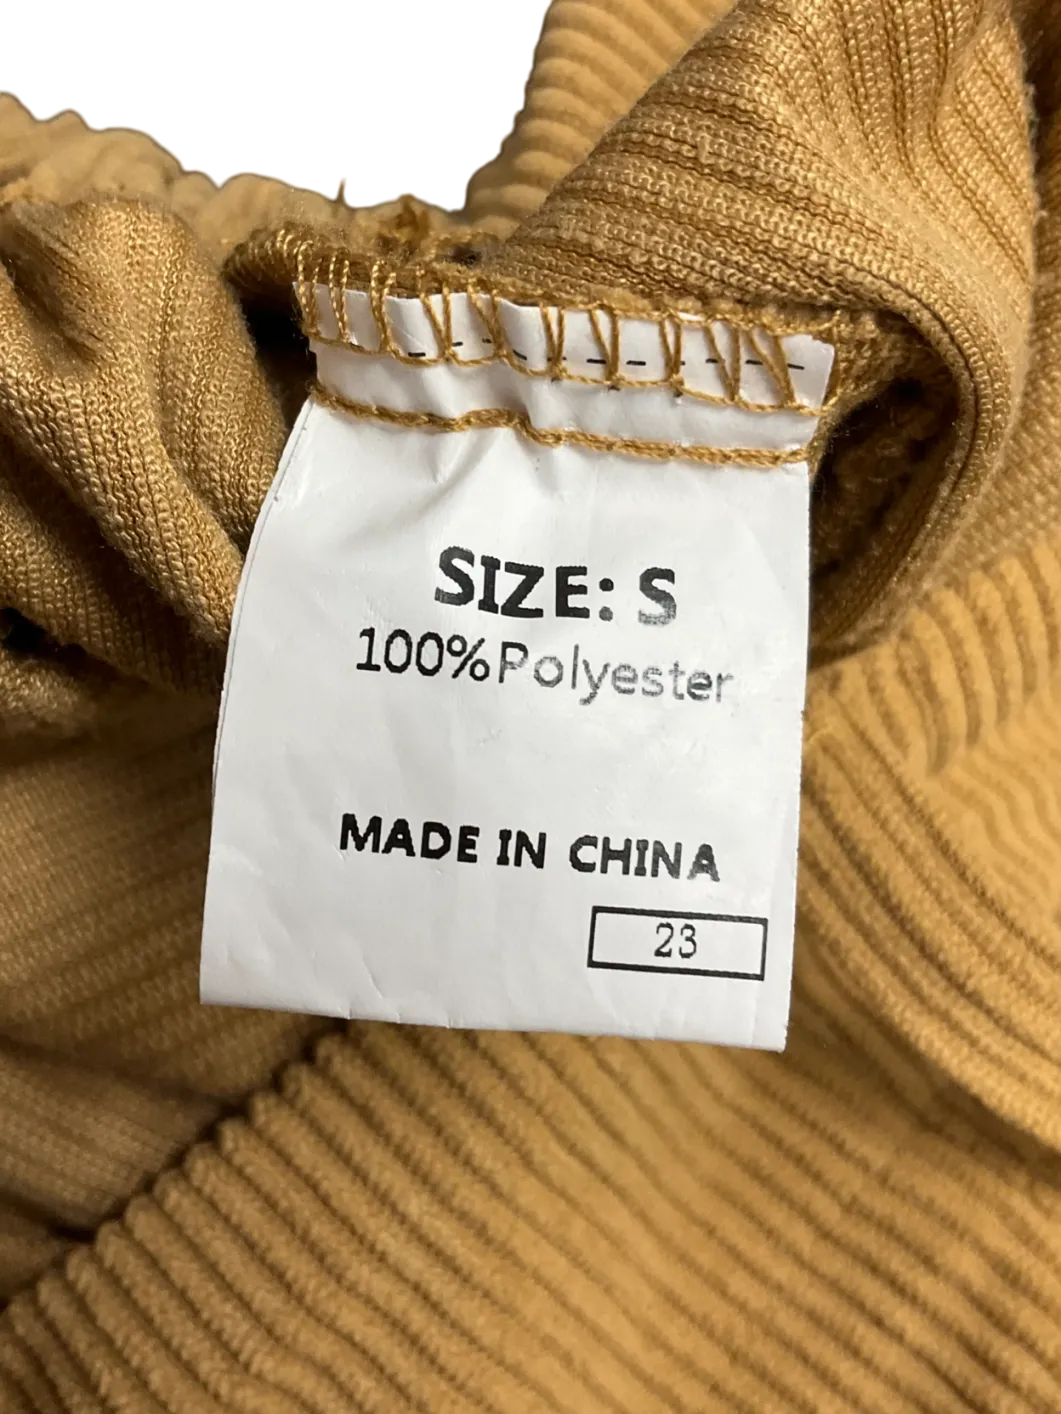 SIZE: S
100%Polyester
MADE IN CHINA
23